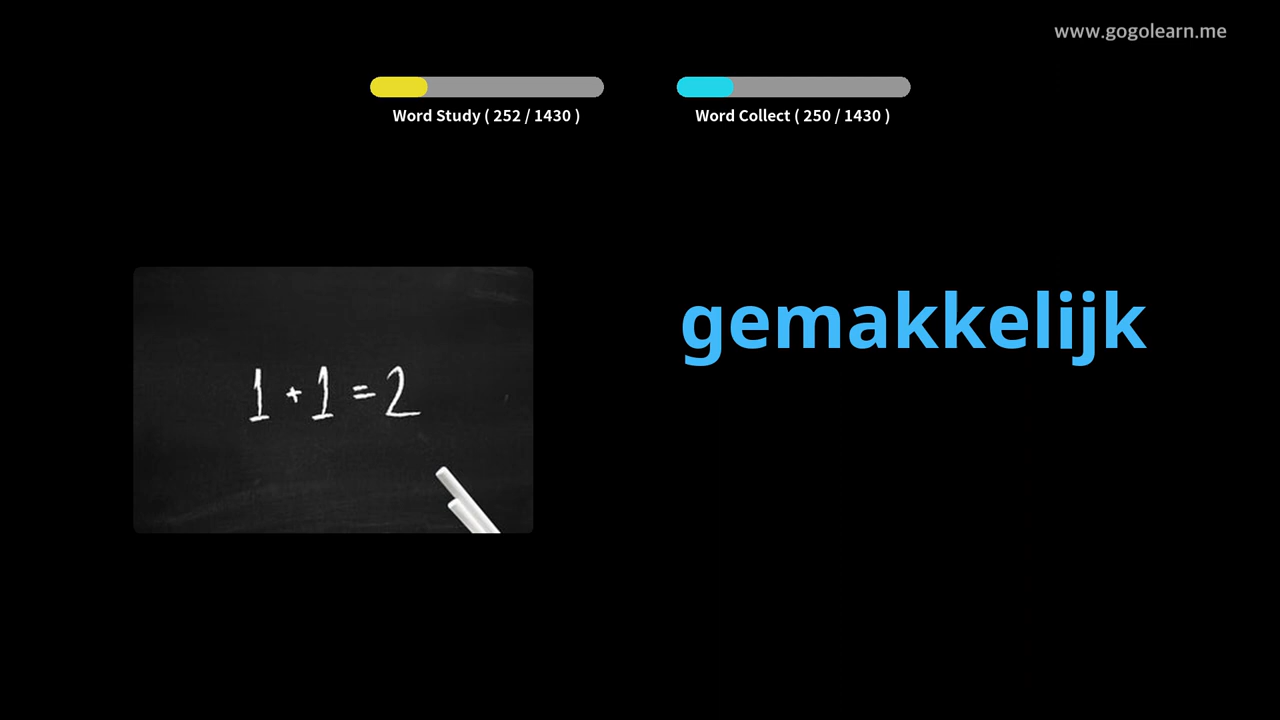 www.gogolearn.me
Word Study ( 252 / 1430 )
Word Collect ( 250 / 1430 )
gemakkelijk
1 + 1 = 2